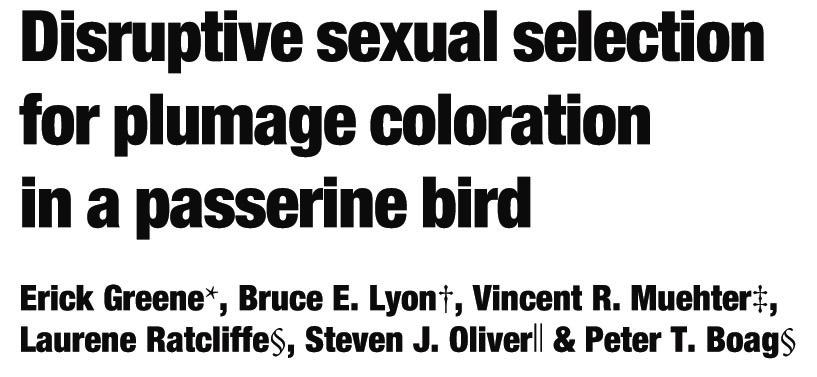 Disruptive sexual selection
for plumage coloration
in a passerine bird
Erick Greene*, Bruce E. Lyon†, Vincent R. Muehter‡,
Laurene Ratcliffe§, Steven J. Oliver‖ & Peter T. Boag§